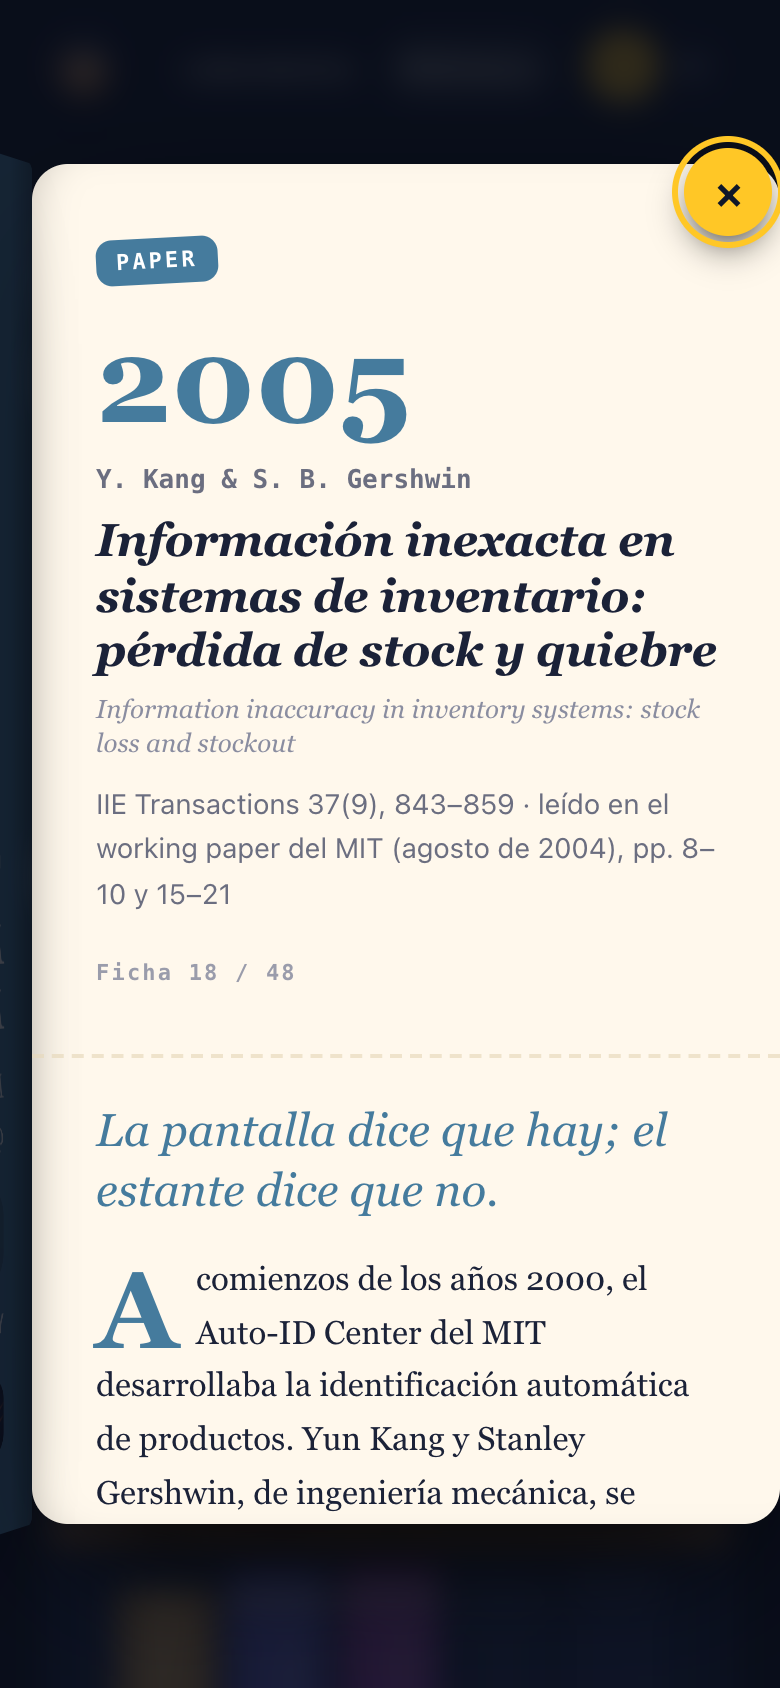 ×
PAPER
2005
Y. Kang & S. B. Gershwin
Información inexacta en
sistemas de inventario:
pérdida de stock y quiebre
Information inaccuracy in inventory systems: stock
loss and stockout
IIE Transactions 37(9), 843–859 · leído en el
working paper del MIT (agosto de 2004), pp. 8–
10 y 15–21
Ficha 18 / 48
La pantalla dice que hay; el
estante dice que no.
A comienzos de los años 2000, el
Auto-ID Center del MIT
desarrollaba la identificación automática
de productos. Yun Kang y Stanley
Gershwin, de ingeniería mecánica, se